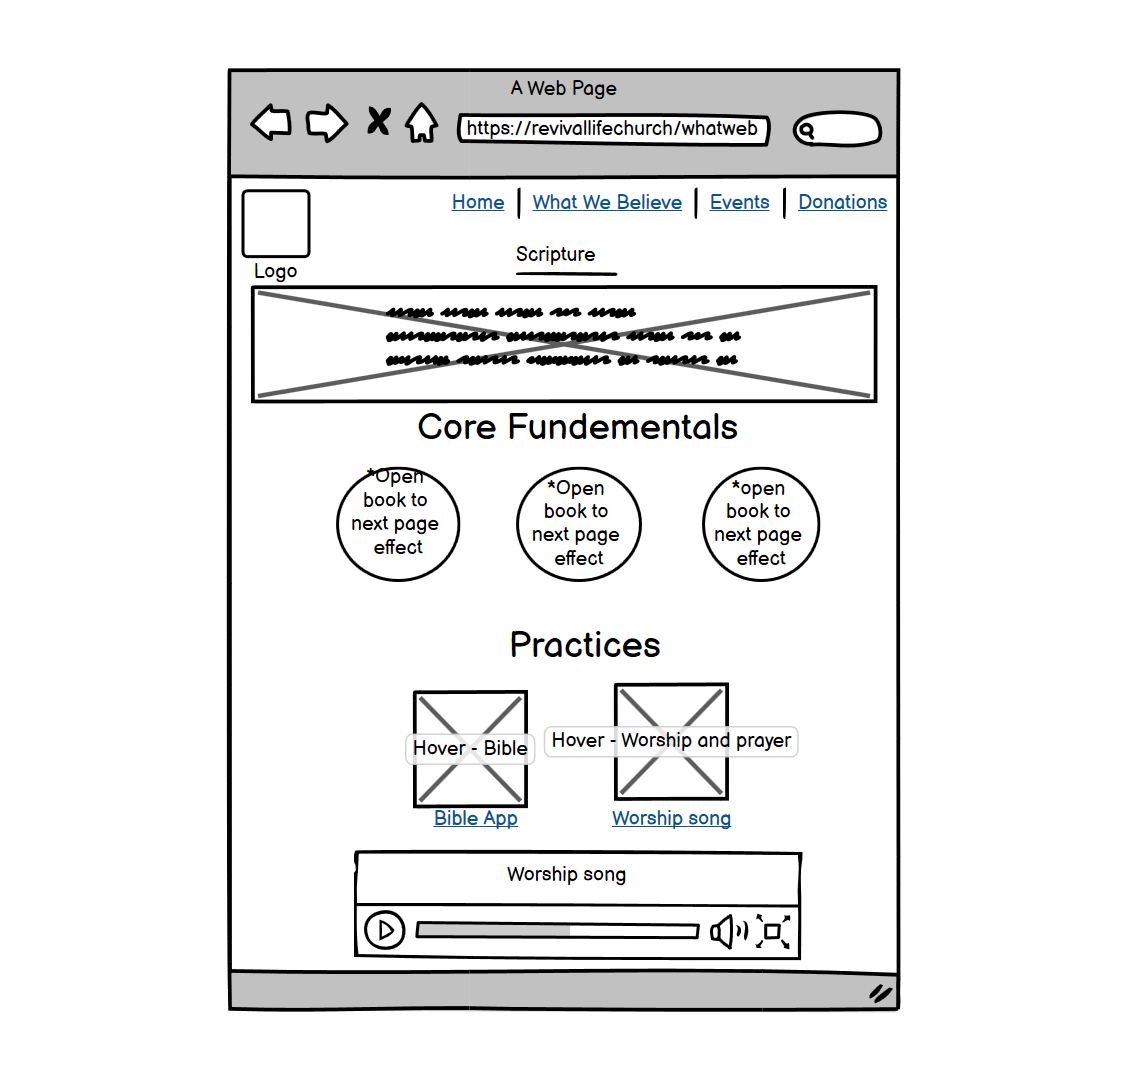 A Web Page
https://revivallifechurch/whatweb
Home
What We Believe
Events
Donations
Logo
Scripture
Core Fundementals
*Open
book to
next page
effect
*Open
book to
next page
effect
*open
book to
next page
effect
Practices
Hover - Bible
Hover - Worship and prayer
Bible App
Worship song
Worship song